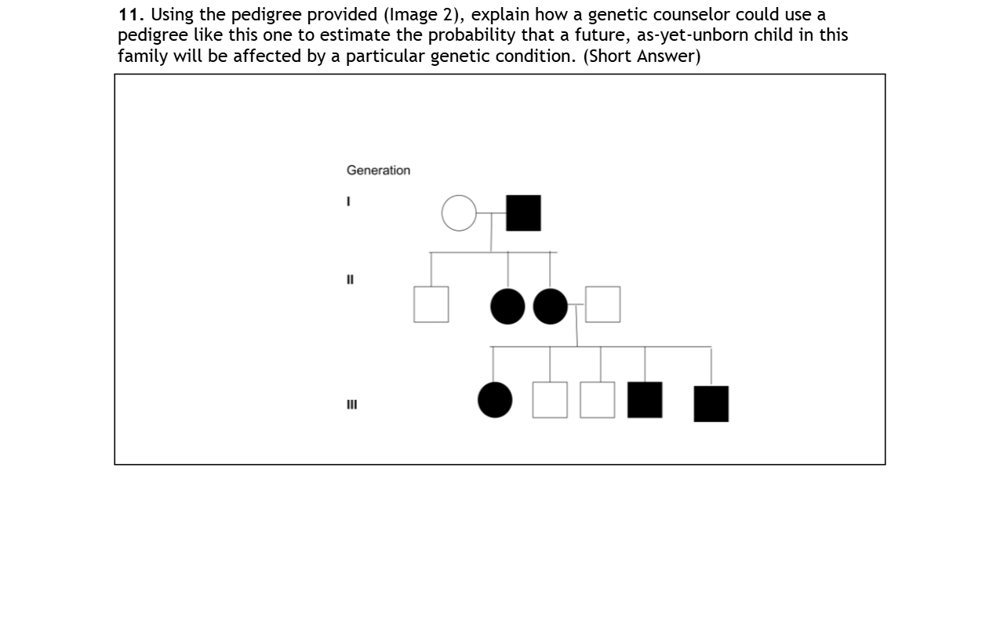 11. Using the pedigree provided (Image 2), explain how a genetic counselor could use a
pedigree like this one to estimate the probability that a future, as-yet-unborn child in this
family will be affected by a particular genetic condition. (Short Answer)
Generation
I
II
III